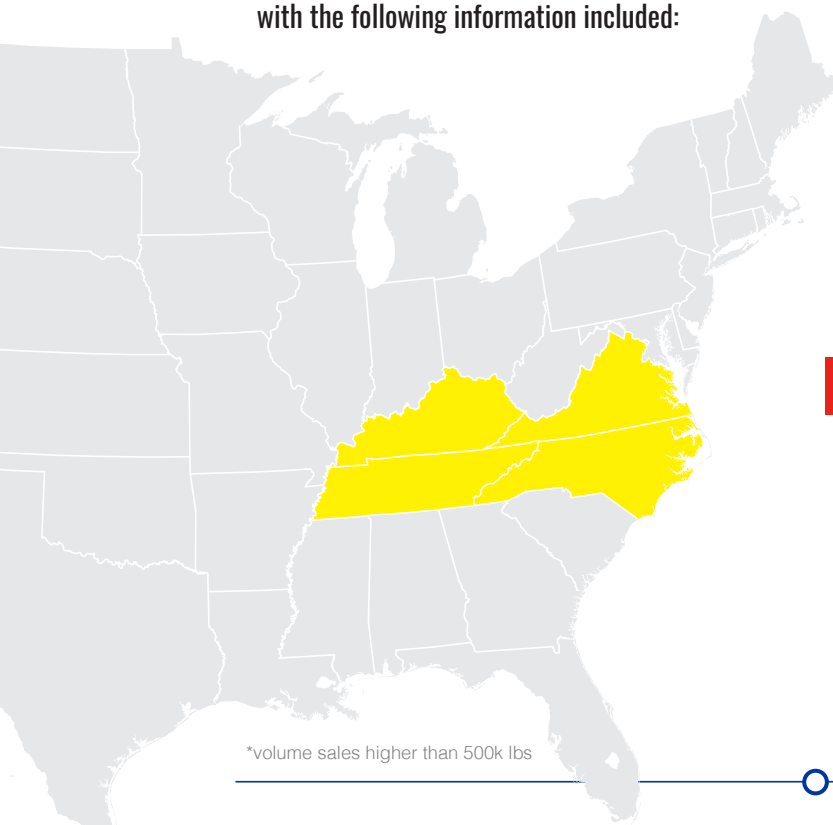 with the following information included:
*volume sales higher than 500k lbs